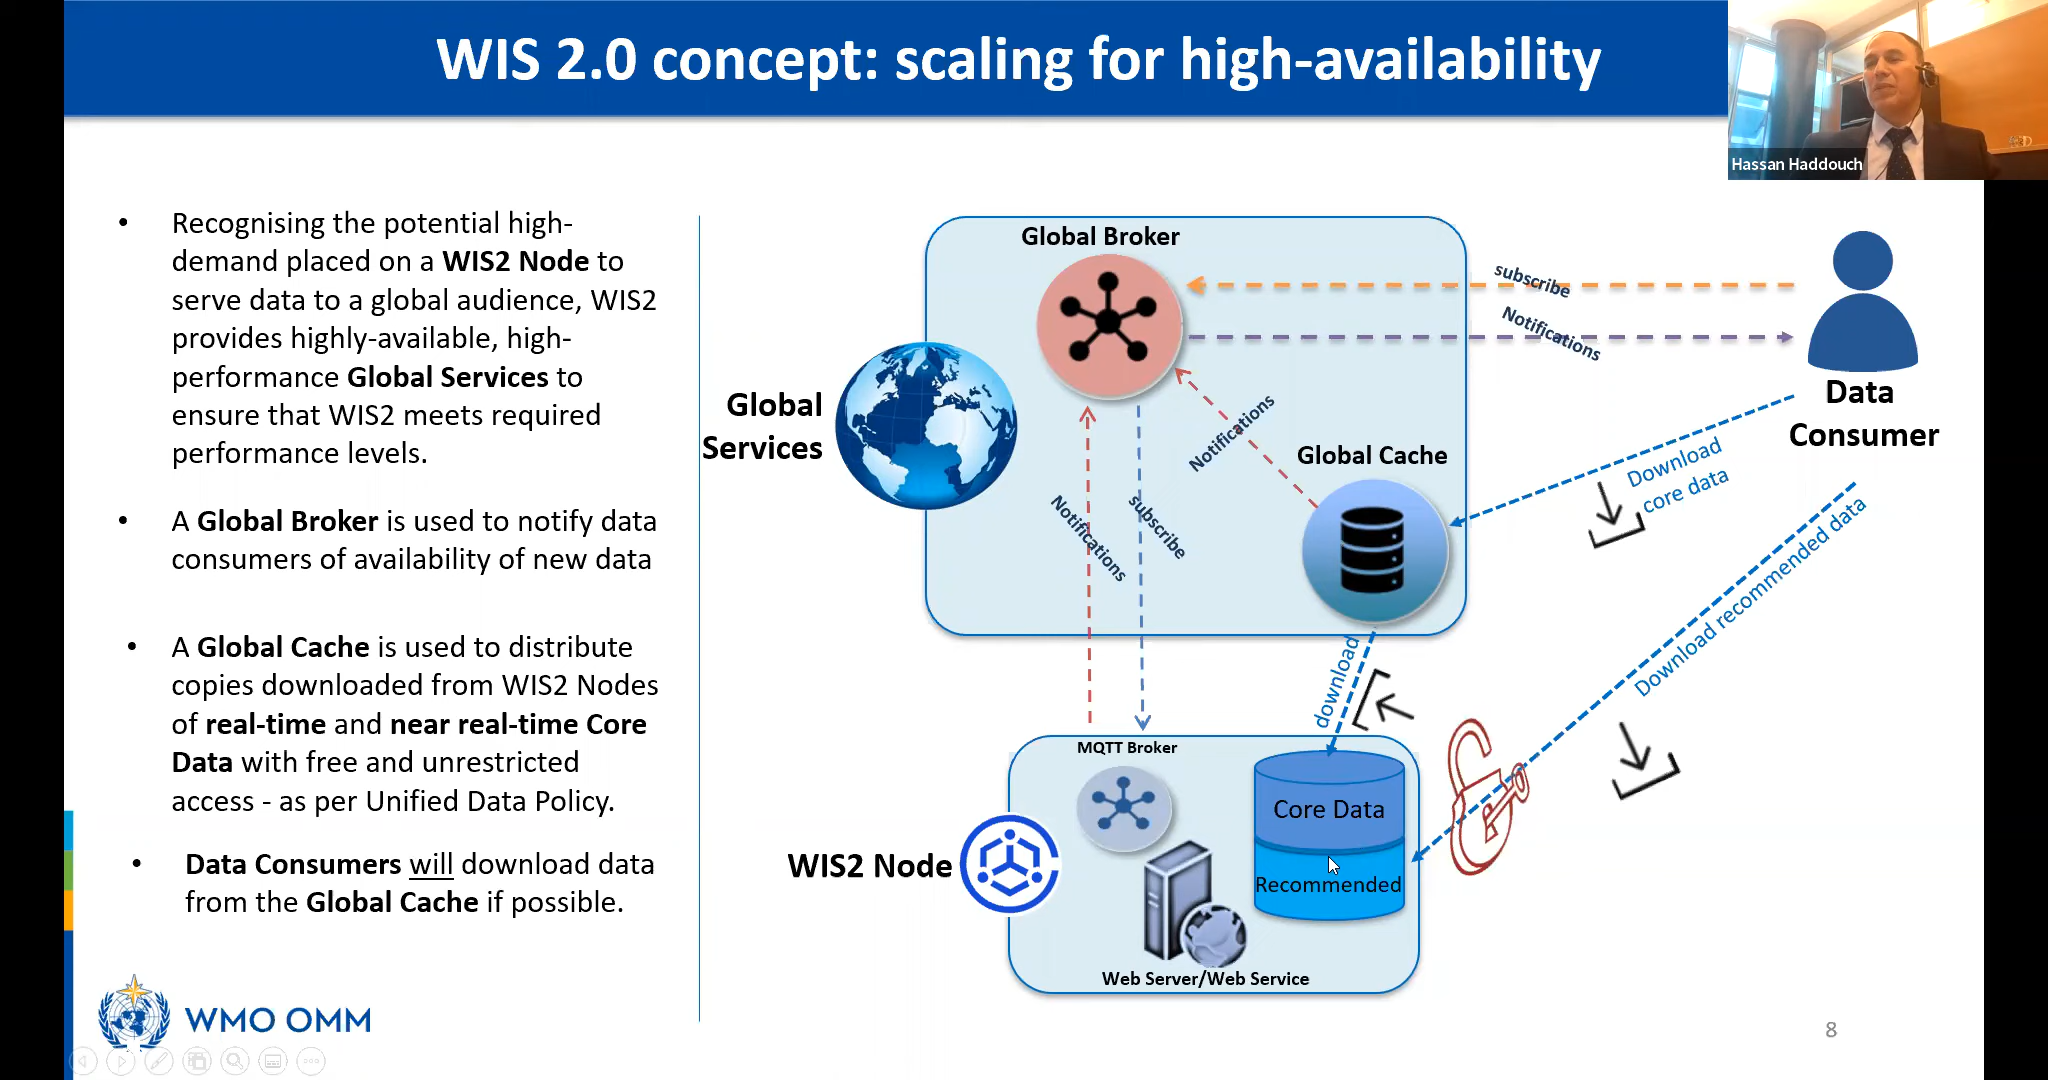 WIS 2.0 concept: scaling for high-availability
Hassan Haddouch
• Recognising the potential high-
demand placed on a WIS2 Node to
serve data to a global audience, WIS2
provides highly-available, high-
performance Global Services to
ensure that WIS2 meets required
performance levels.
• A Global Broker is used to notify data
consumers of availability of new data
• A Global Cache is used to distribute
copies downloaded from WIS2 Nodes
of real-time and near real-time Core
Data with free and unrestricted
access - as per Unified Data Policy.
• Data Consumers will download data
from the Global Cache if possible.
WMO OMM
Global
Services
Global Broker
subscribe
Notifications
Data
Consumer
Notifications
Global Cache
Notifications
subscribe
Download
core data
Download recommended data
download
MQTT Broker
Core Data
Recommended
WIS2 Node
Web Server/Web Service
8